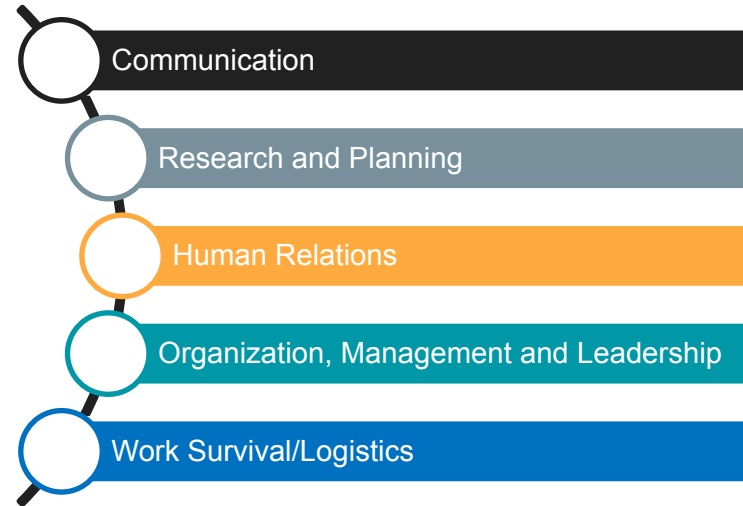 Communication
Research and Planning
Human Relations
Organization, Management and Leadership
Work Survival/Logistics